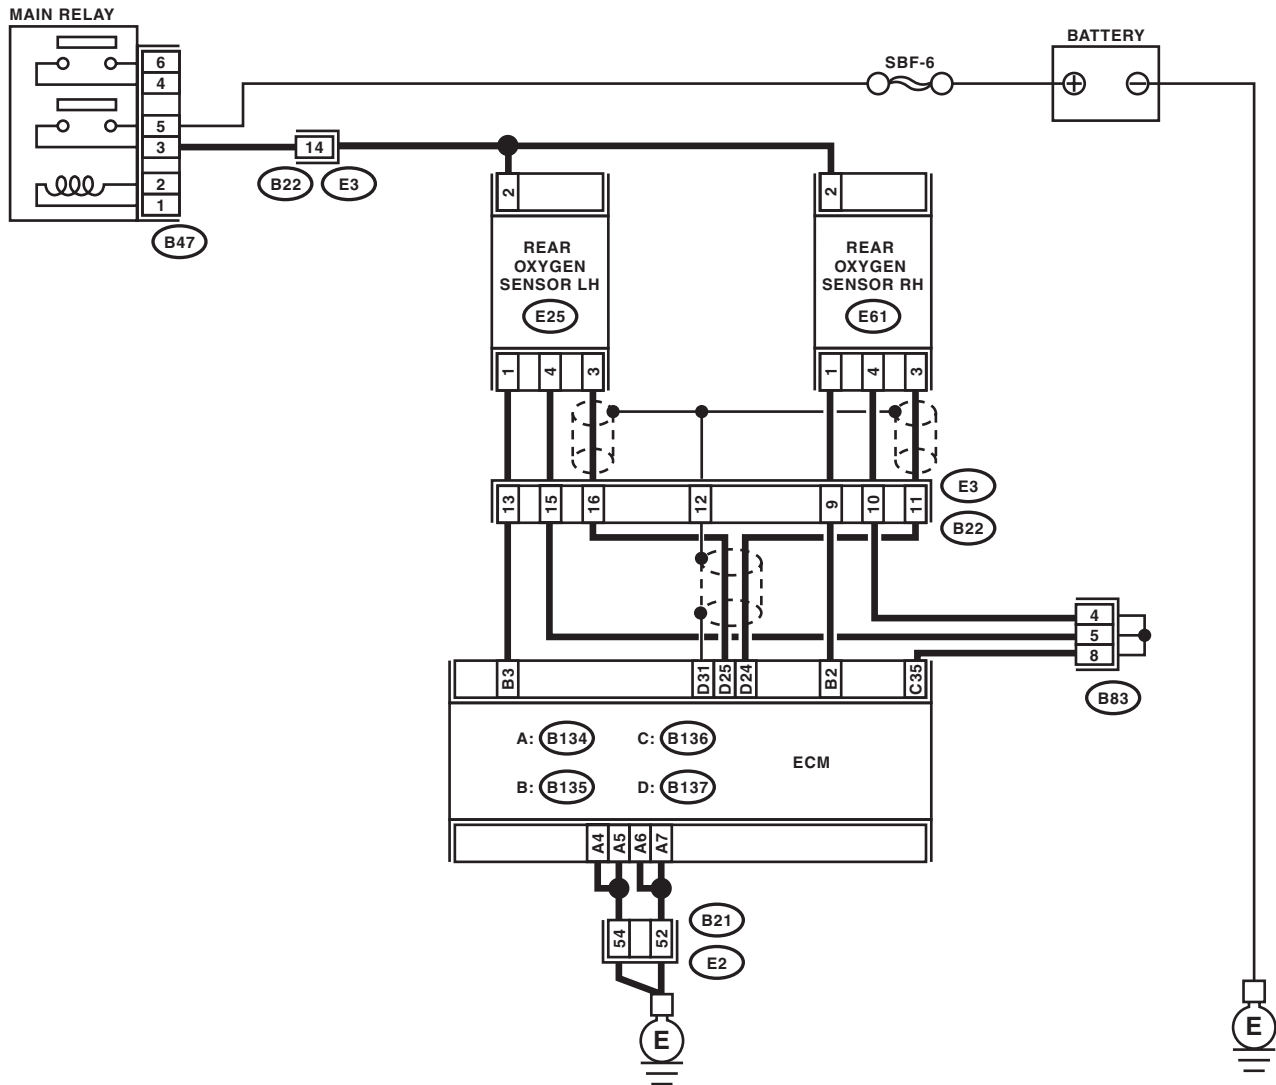 MAIN RELAY
BATTERY
SBF-6
6
4
5
3
2
1
14
B22
E3
B47
2
2
REAR
OXYGEN
SENSOR LH
E25
REAR
OXYGEN
SENSOR RH
E61
1
4
3
1
4
3
13
15
16
12
9
10
11
E3
B22
4
5
8
B83
B3
D31
D25
D24
B2
C35
A: B134
C: B136
B: B135
D: B137
ECM
A4
A5
A6
A7
54
52
B21
E2
E
E